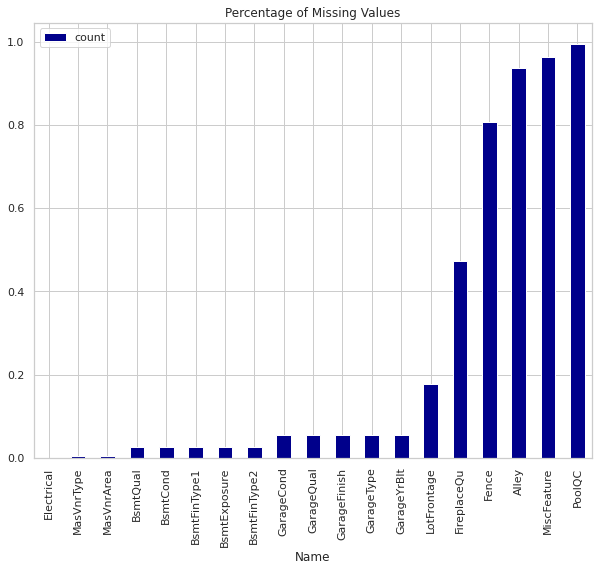 Percentage of Missing Values
count
1.0
0.8
0.6
0.4
0.2
0.0
Electrical
MasVnrType
MasVnrArea
BsmtQual
BsmtCond
BsmtFinType1
BsmtExposure
BsmtFinType2
GarageCond
GarageQual
GarageFinish
GarageType
GarageYrBlt
LotFrontage
FireplaceQu
Fence
Alley
MiscFeature
PoolQC
Name